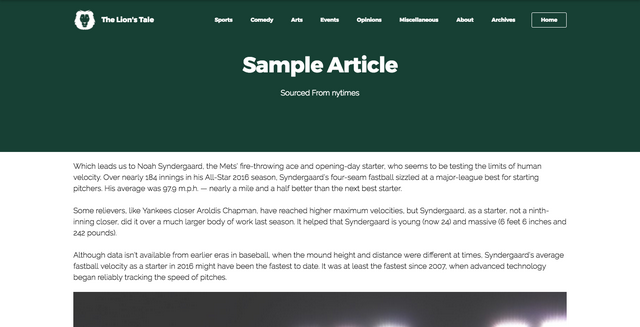 The Lion's Tale
Sports Comedy Arts Events Opinions Miscellaneous About Archives Home
Sample Article
Sourced From nytimes
Which leads us to Noah Syndergaard, the Mets' fire-throwing ace and opening-day starter, who seems to be testing the limits of human
velocity. Over nearly 184 innings in his All-Star 2016 season, Syndergaard's four-seam fastball sizzled at a major-league best for starting
pitchers. His average was 97.9 m.p.h. — nearly a mile and a half better than the next best starter.
Some relievers, like Yankees closer Aroldis Chapman, have reached higher maximum velocities, but Syndergaard, as a starter, not a ninth-
inning closer, did it over a much larger body of work last season. It helped that Syndergaard is young (now 24) and massive (6 feet 6 inches and
242 pounds).
Although data isn't available from earlier eras in baseball, when the mound height and distance were different at times, Syndergaard's average
fastball velocity as a starter in 2016 might have been the fastest to date. It was at least the fastest since 2007, when advanced technology
began reliably tracking the speed of pitches.